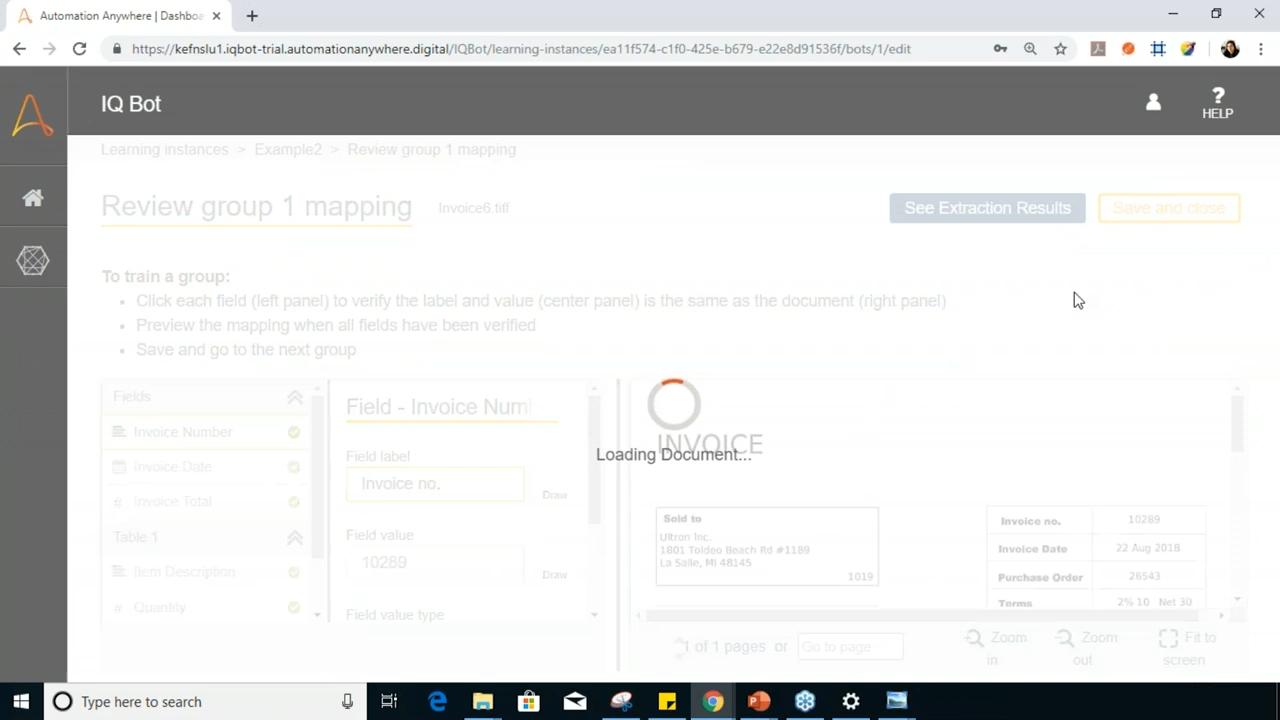 Automation Anywhere | Dashboa
https://kefnslu1.iqbot-trial.automationanywhere.digital/IQBot/learning-instances/ea11f574-c1f0-425e-b679-e22e8d91536f/bots/1/edit
IQ Bot
?
HELP
Learning instances > Example2 > Review group 1 mapping
Review group 1 mapping
Invoice6.tiff
See Extraction Results
Save and close
To train a group:
• Click each field (left panel) to verify the label and value (center panel) is the same as the document (right panel)
• Preview the mapping when all fields have been verified
• Save and go to the next group
Fields
Invoice Number
Invoice Date
# Invoice Total
Table 1
Item Description
# Quantity
Field - Invoice Num
Field label
Invoice no.
Draw
Field value
10289
Draw
Field value type
Loading Document...
INVOICE
Sold to
Ultron Inc.
1801 Toldeo Beach Rd #1189
La Salle, MI 48145
1019
Invoice no. 10289
Invoice Date 22 Aug 2018
Purchase Order 26543
Terms 2% 10 Net 30
1 of 1 pages or Go to page
Zoom in
Zoom out
Fit to screen
Type here to search